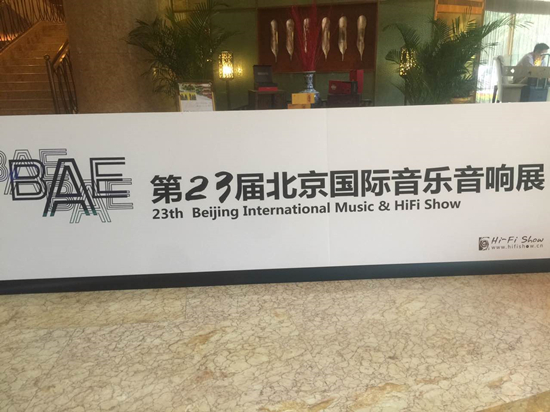 BAE
第23届北京国际音乐音响展
23th Beijing International Music & HiFi Show
Hi-Fi Show
www.hifishow.cn